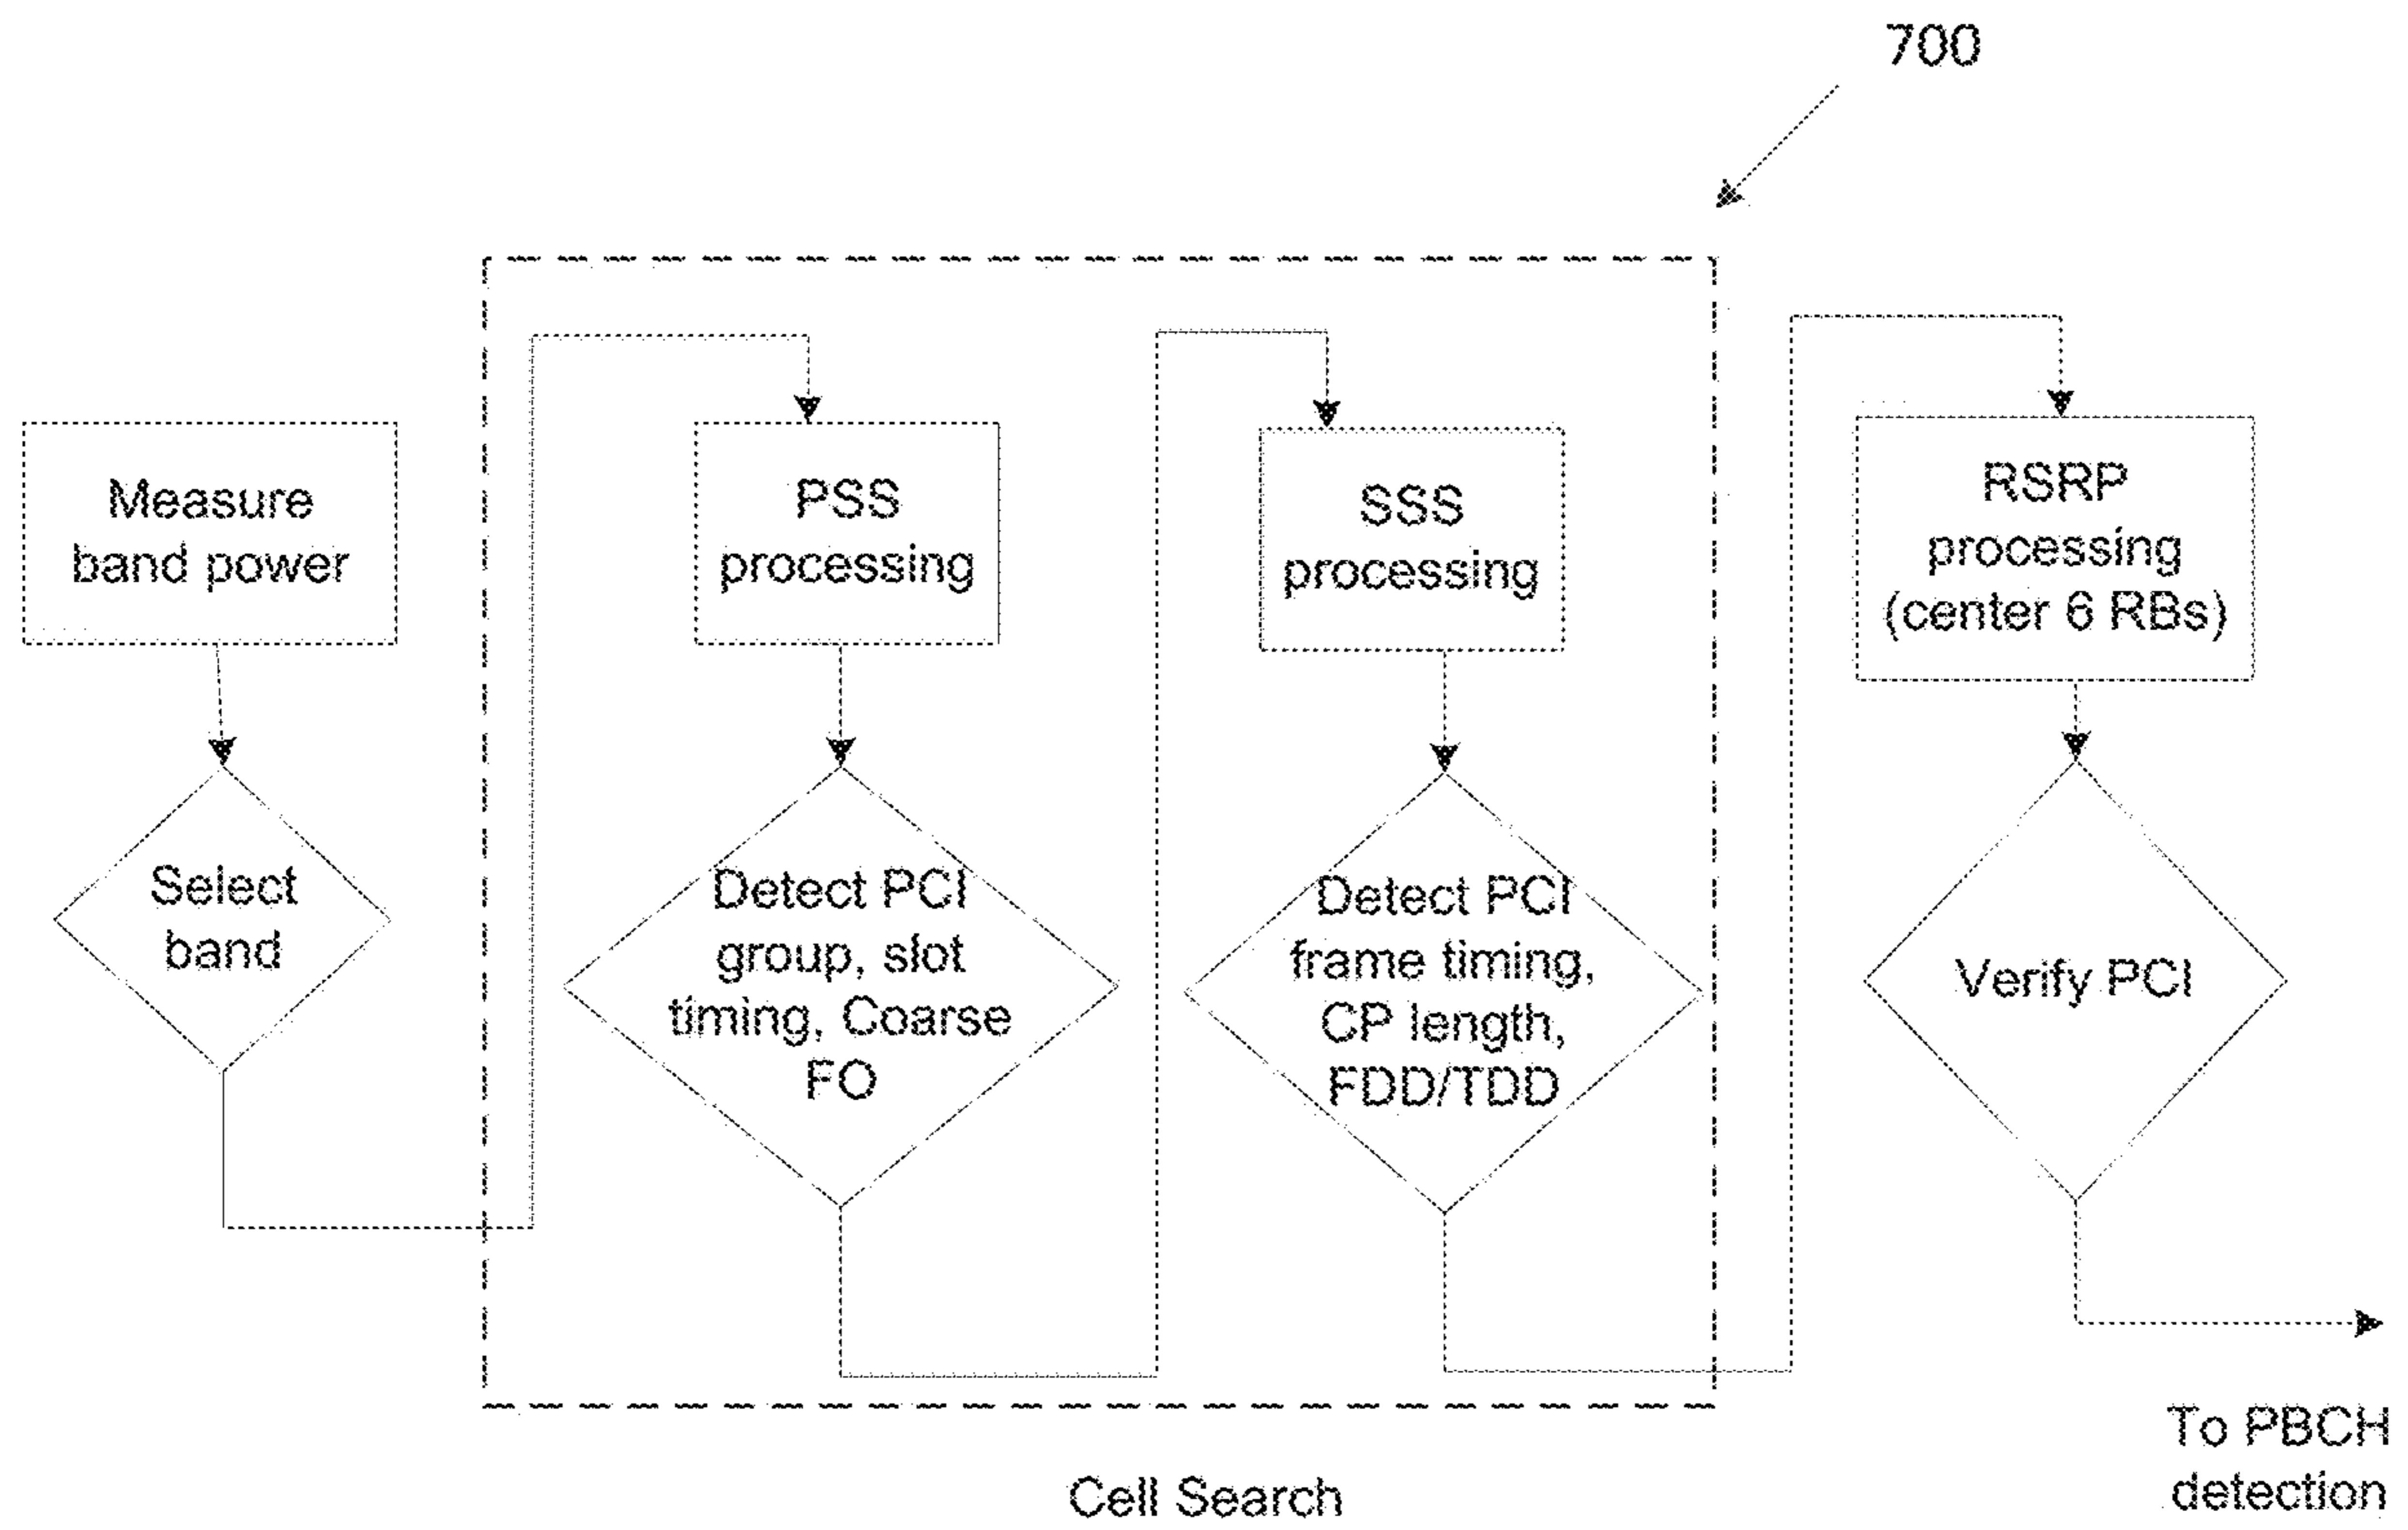 700
Measure
band power
Select
band
PSS
processing
Detect PCI
group, slot
timing, Coarse
FO
SSS
processing
Detect PCI
frame timing,
CP length,
FDD/TDD
RSRP
processing
(center 6 RBs)
Verify PCI
To PBCH
detection
Cell Search